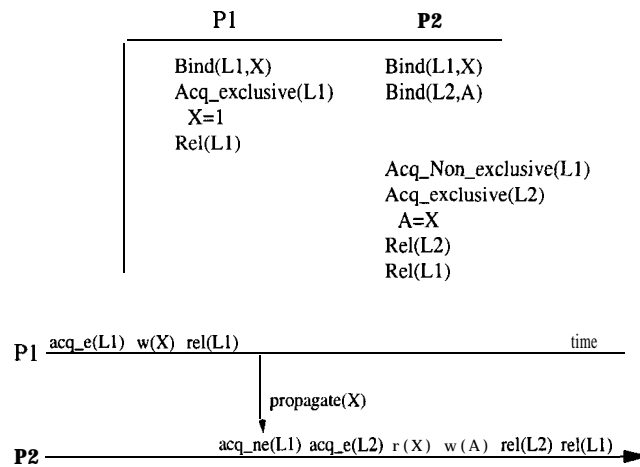 P1 P2
Bind(L1,X) Bind(L1,X)
Acq_exclusive(L1) Bind(L2,A)
X=1
Rel(L1)
Acq_Non_exclusive(L1)
Acq_exclusive(L2)
A=X
Rel(L2)
Rel(L1)
P1 acq_e(L1) w(X) rel(L1) time
propagate(X)
P2 acq_ne(L1) acq_e(L2) r(X) w(A) rel(L2) rel(L1)